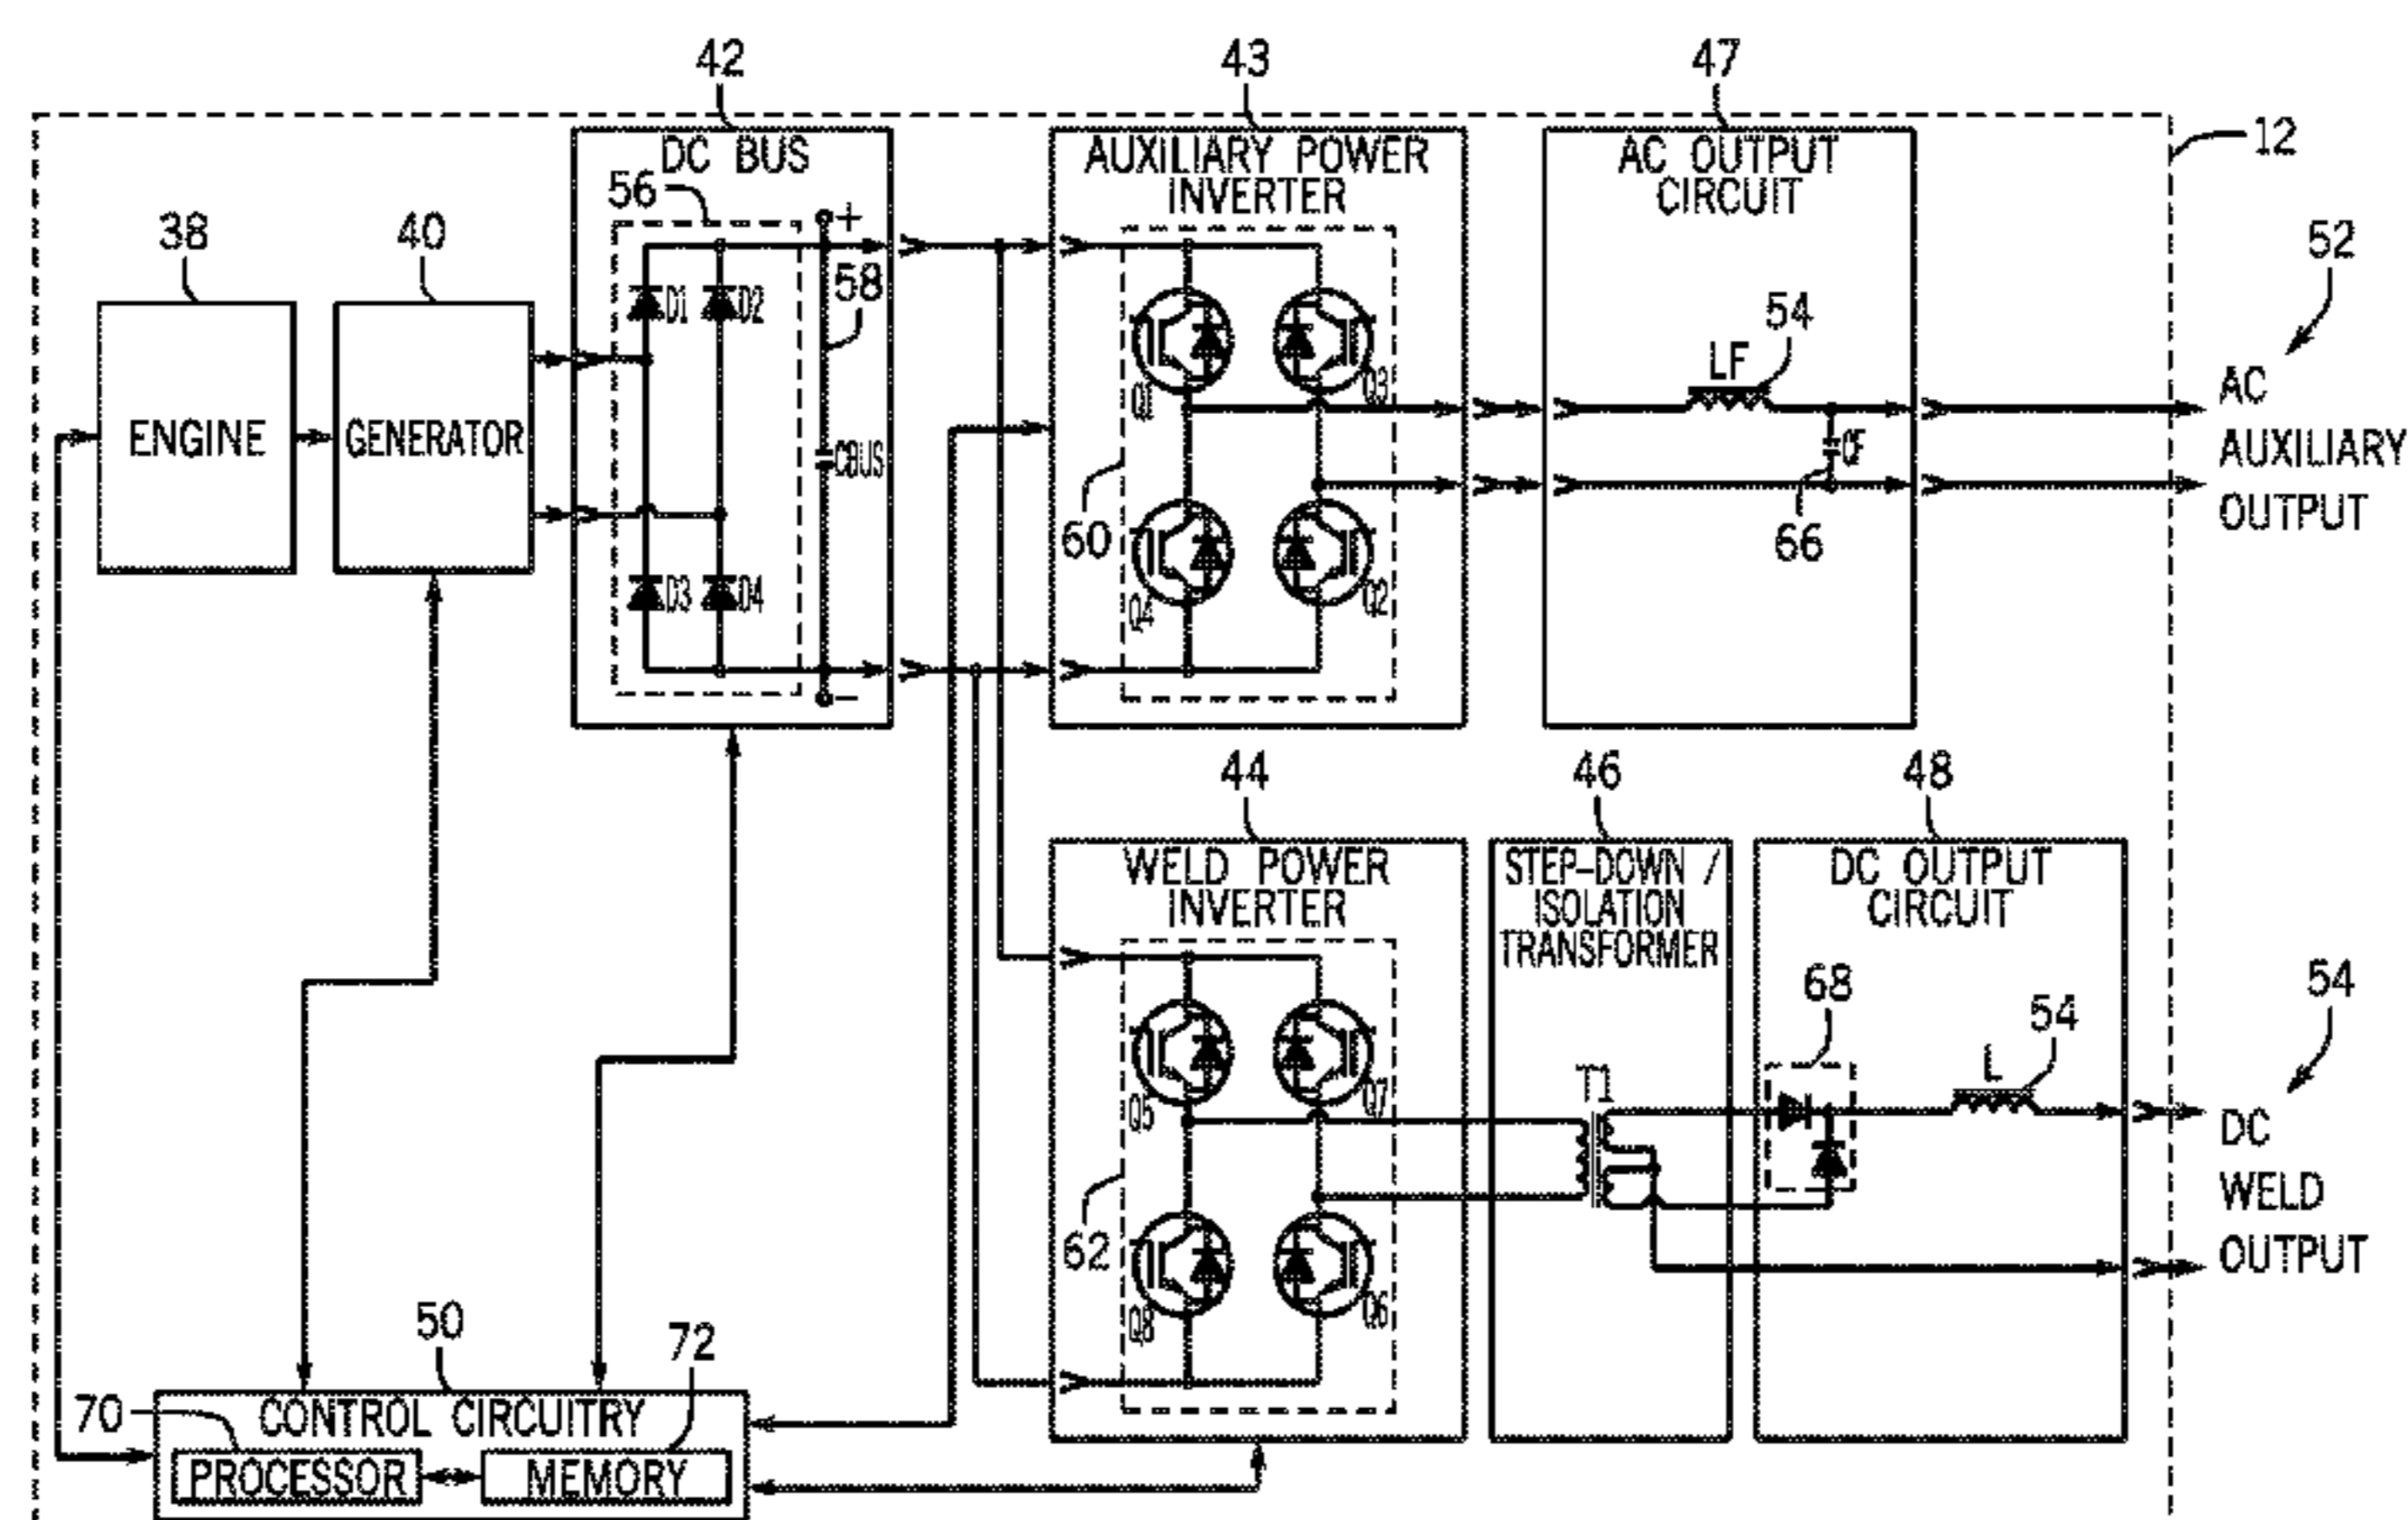 42
43
47
12
DC BUS
AUXILIARY POWER
INVERTER
AC OUTPUT
CIRCUIT
56
+
58
38
40
52
D1
D2
54
LF
ENGINE
GENERATOR
CBUS
Q1
Q3
AC
AUXILIARY
OUTPUT
CF
66
60
D3
D4
Q4
Q2
-
44
46
48
WELD POWER
INVERTER
STEP-DOWN /
ISOLATION
TRANSFORMER
DC OUTPUT
CIRCUIT
68
54
54
L
T1
Q5
Q7
DC
WELD
OUTPUT
62
Q8
Q6
50
72
70
CONTROL CIRCUITRY
PROCESSOR
MEMORY